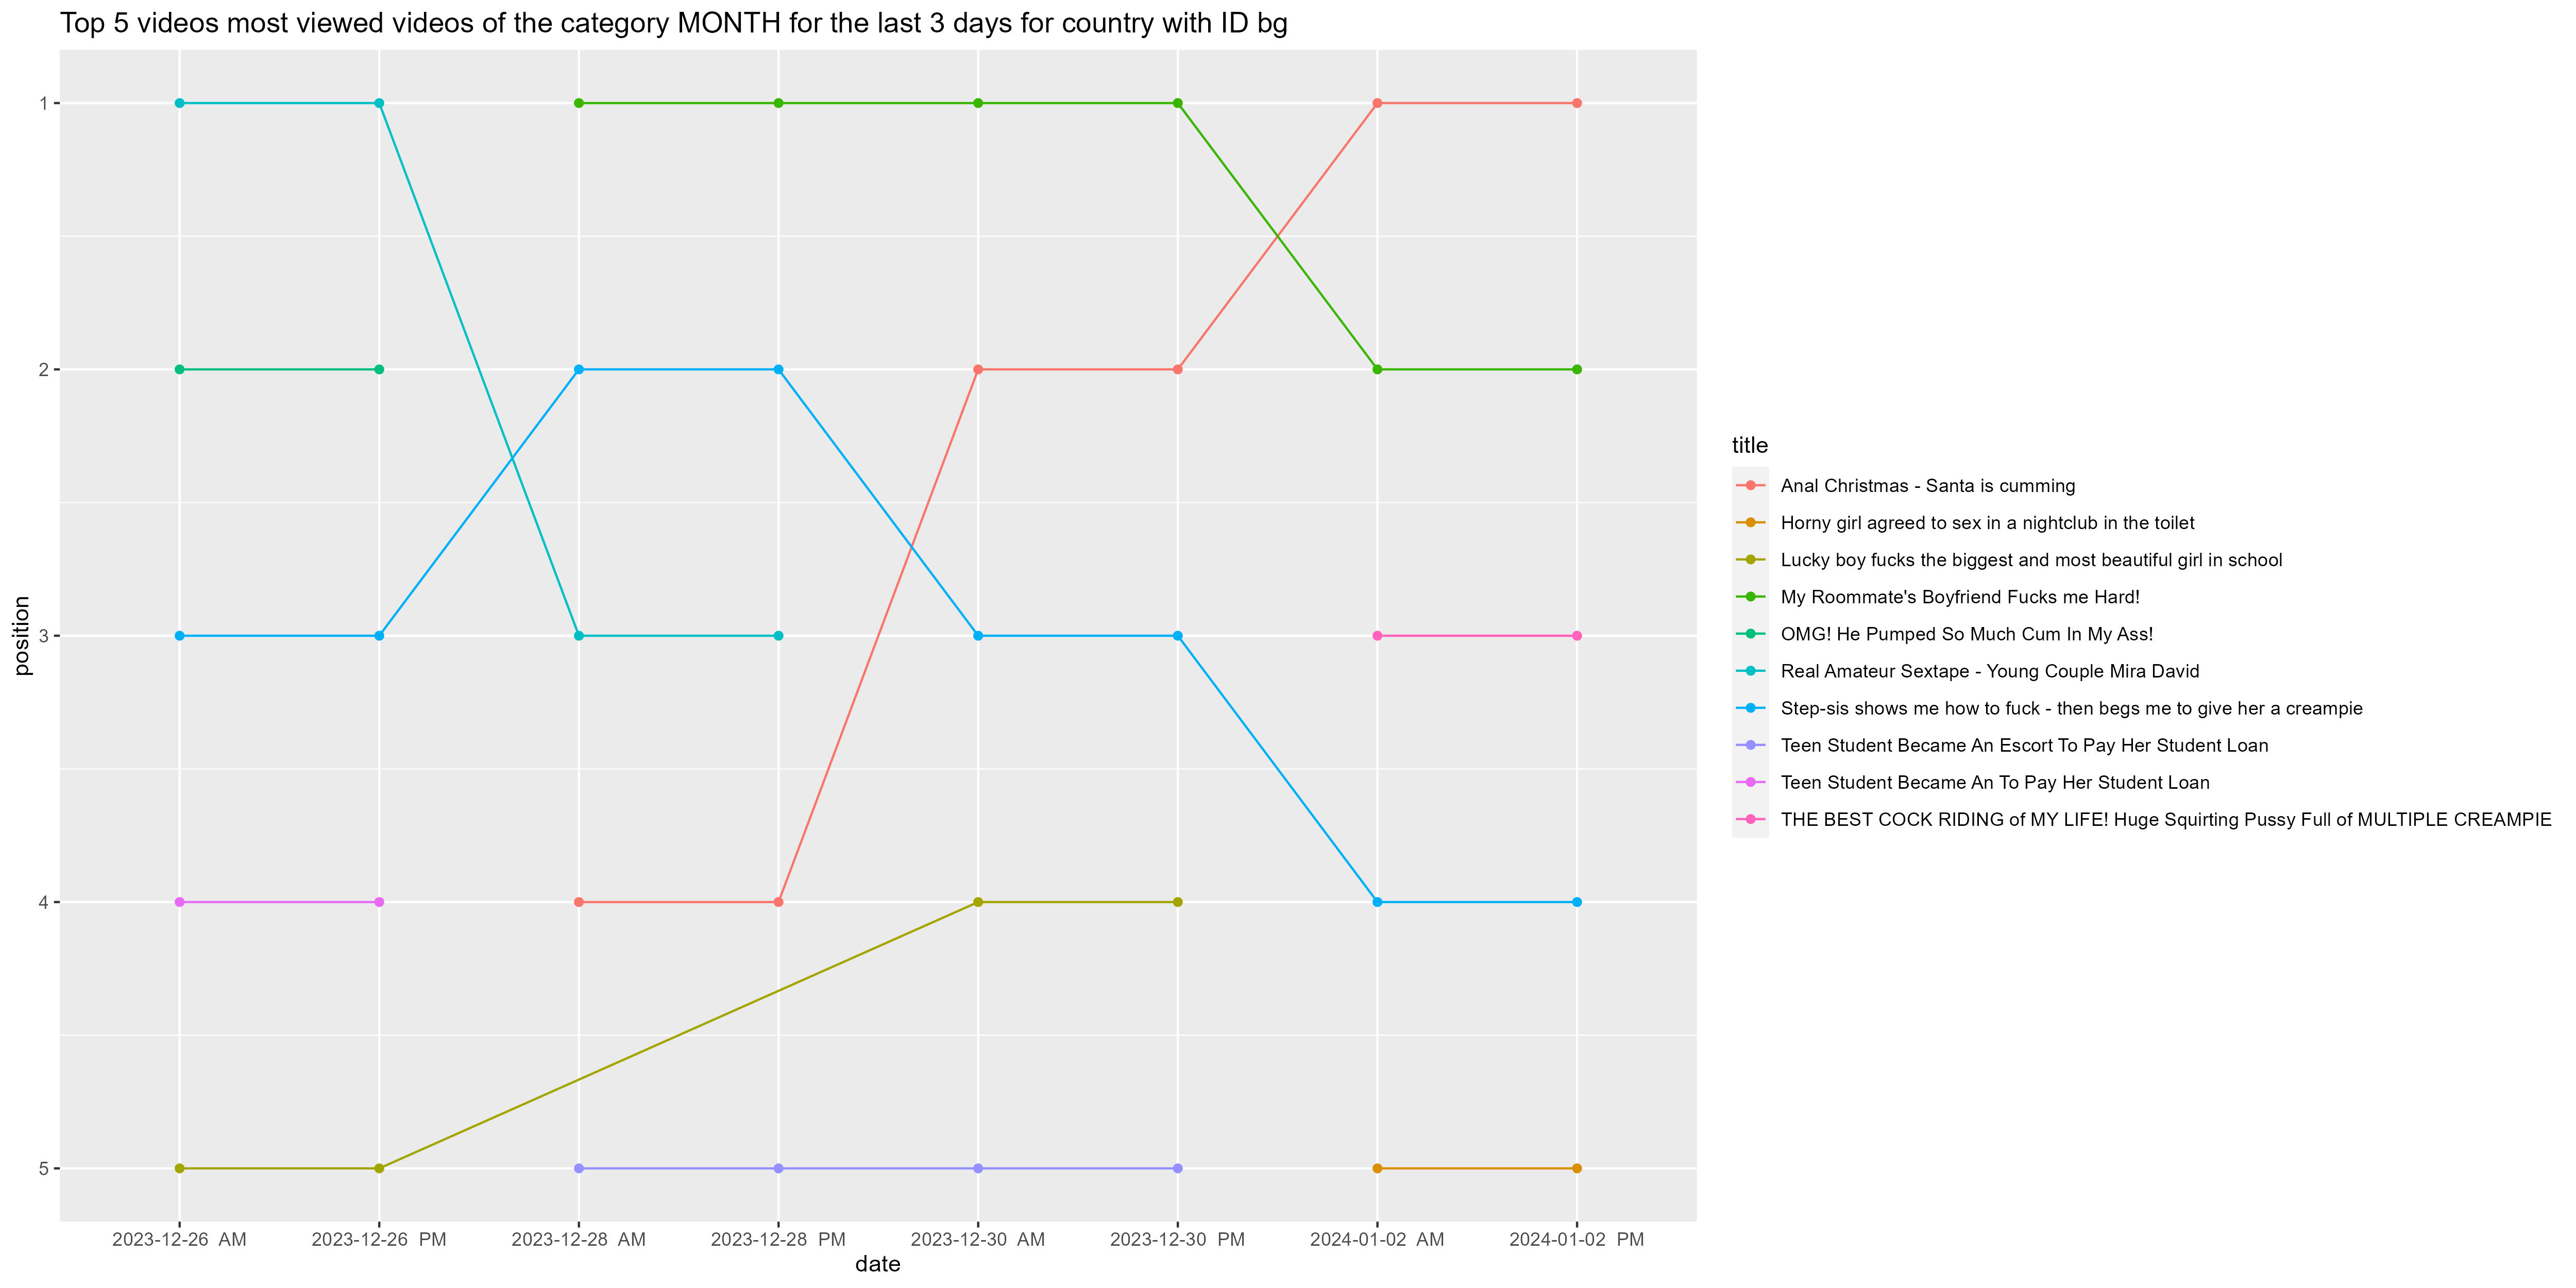 Top 5 videos most viewed videos of the category MONTH for the last 3 days for country with ID bg
position
1
2
3
4
5
2023-12-26 AM
2023-12-26 PM
2023-12-28 AM
2023-12-28 PM
2023-12-30 AM
2023-12-30 PM
2024-01-02 AM
2024-01-02 PM
date
title
Anal Christmas - Santa is cumming
Horny girl agreed to sex in a nightclub in the toilet
Lucky boy fucks the biggest and most beautiful girl in school
My Roommate's Boyfriend Fucks me Hard!
OMG! He Pumped So Much Cum In My Ass!
Real Amateur Sextape - Young Couple Mira David
Step-sis shows me how to fuck - then begs me to give her a creampie
Teen Student Became An Escort To Pay Her Student Loan
Teen Student Became An To Pay Her Student Loan
THE BEST COCK RIDING of MY LIFE! Huge Squirting Pussy Full of MULTIPLE CREAMPIE